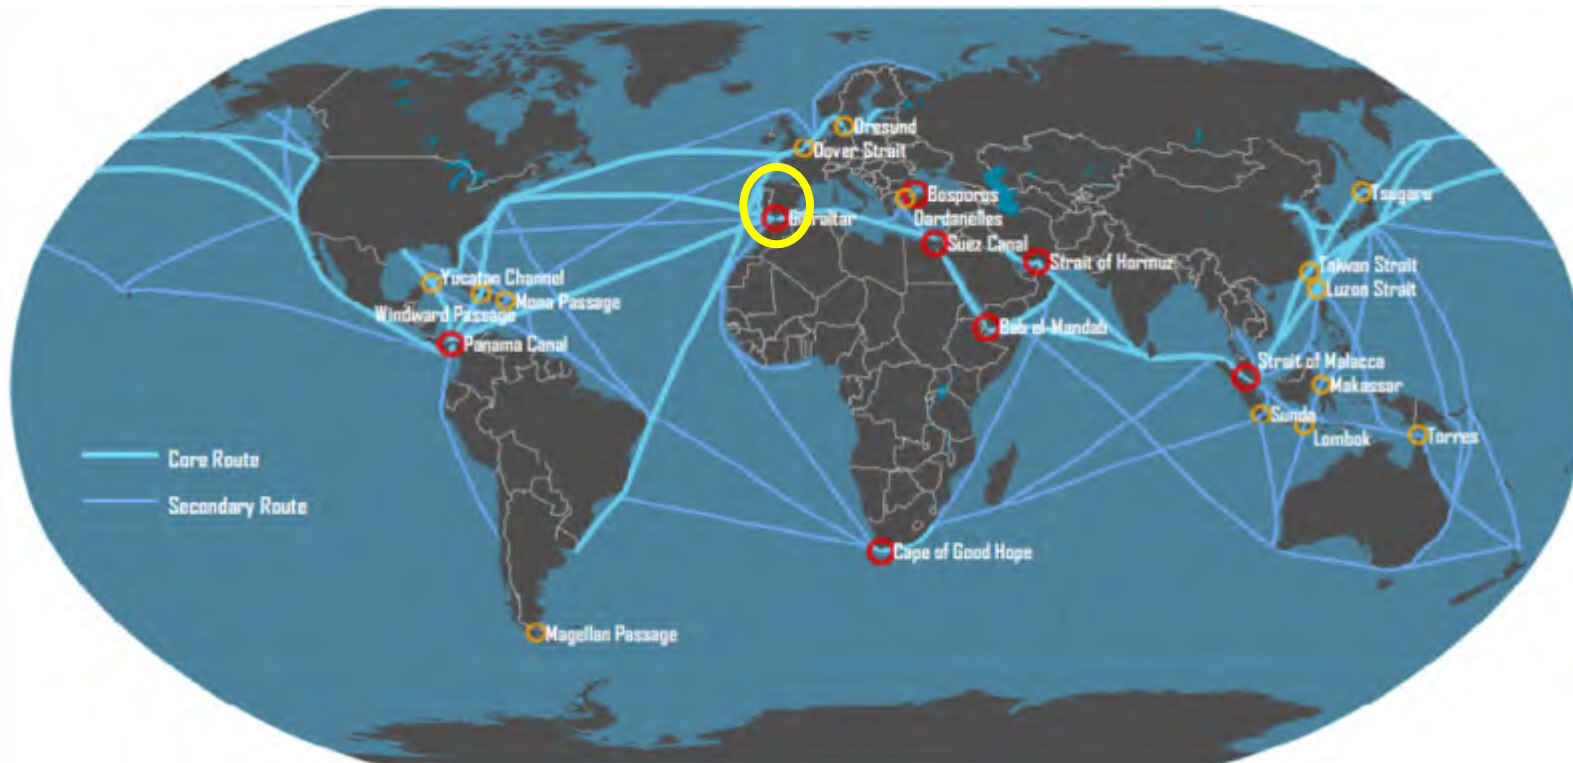 Oresund
Dover Strait
Bosporus
Tsugaru
Gibraltar
Dardanelles
Suez Canal
Strait of Hormuz
Taiwan Strait
Yucatan Channel
Luzon Strait
Mona Passage
Windward Passage
Bab el-Mandab
Panama Canal
Strait of Malacca
Makassar
Sunda
Lombok
Torres
Core Route
Secondary Route
Cape of Good Hope
Magellan Passage